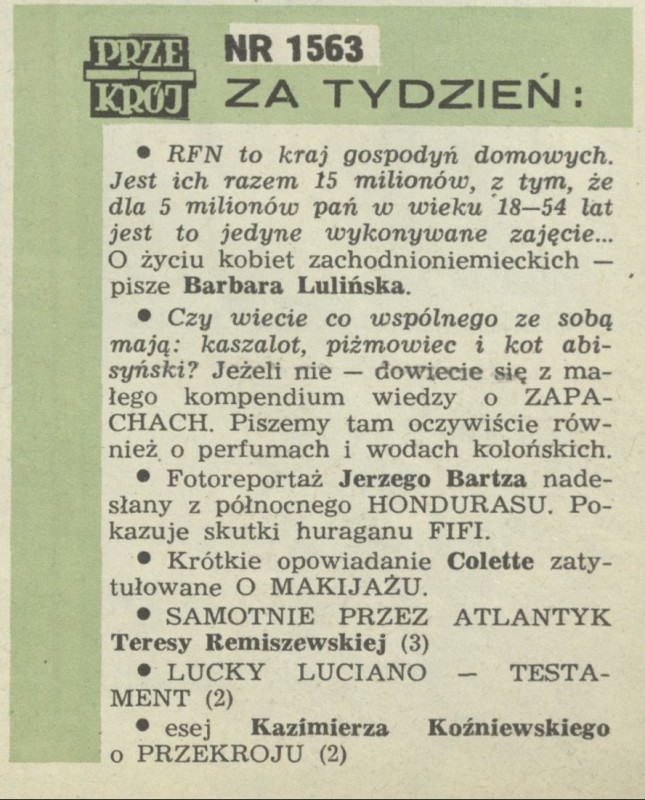 PRZE
KRÓJ
NR 1563
ZA TYDZIEŃ:
• RFN to kraj gospodyń domowych.
Jest ich razem 15 milionów, z tym, że
dla 5 milionów pań w wieku 18—54 lat
jest to jedyne wykonywane zajęcie...
O życiu kobiet zachodnioniemieckich —
pisze Barbara Lulińska.
• Czy wiecie co wspólnego ze sobą
mają: kaszalot, piżmowiec i kot abi-
syński? Jeżeli nie — dowiecie się z ma-
łego kompendium wiedzy o ZAPA-
CHACH. Piszemy tam oczywiście rów-
nież o perfumach i wodach kolońskich.
• Fotoreportaż Jerzego Bartza nade-
słany z północnego HONDURASU. Po-
kazuje skutki huraganu FIFI.
• Krótkie opowiadanie Colette zaty-
tułowane O MAKIJAŻU.
• SAMOTNIE PRZEZ ATLANTYK
Teresy Remiszewskiej (3)
• LUCKY LUCIANO — TESTA-
MENT (2)
• esej Kazimierza Koźniewskiego
o PRZEKROJU (2)